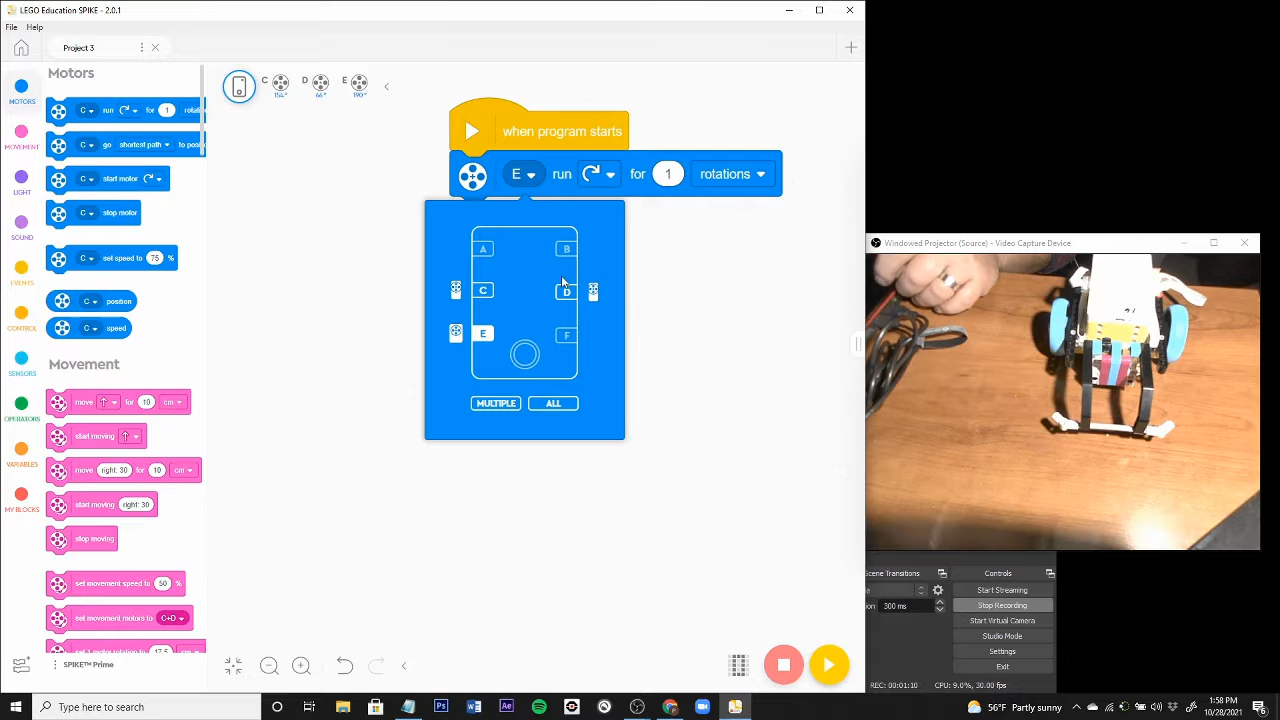 LEGO Education SPIKE - 2.0.1
File Help
Project 3
MOTORS
MOVEMENT
LIGHT
SOUND
EVENTS
CONTROL
SENSORS
OPERATORS
VARIABLES
MY BLOCKS
Motors
C run for 1 rotatio
C go shortest path to posi
C start motor
C stop motor
C set speed to 75 %
C position
C speed
Movement
move for 10 cm
start moving
move right: 30 for 10 cm
start moving right: 30
stop moving
set movement speed to 50 %
set movement motors to C+D
C 154° D 66° E 190°
when program starts
E run for 1 rotations
A B
C D
E F
MULTIPLE ALL
SPIKE™ Prime
Windowed Projector (Source) - Video Capture Device
Scene Transitions
300 ms
Controls
Start Streaming
Stop Recording
Start Virtual Camera
Studio Mode
Settings
Exit
REC: 00:01:10 CPU: 9.0%, 30.00 fps
Type here to search
56°F Partly sunny
1:58 PM
10/28/2021